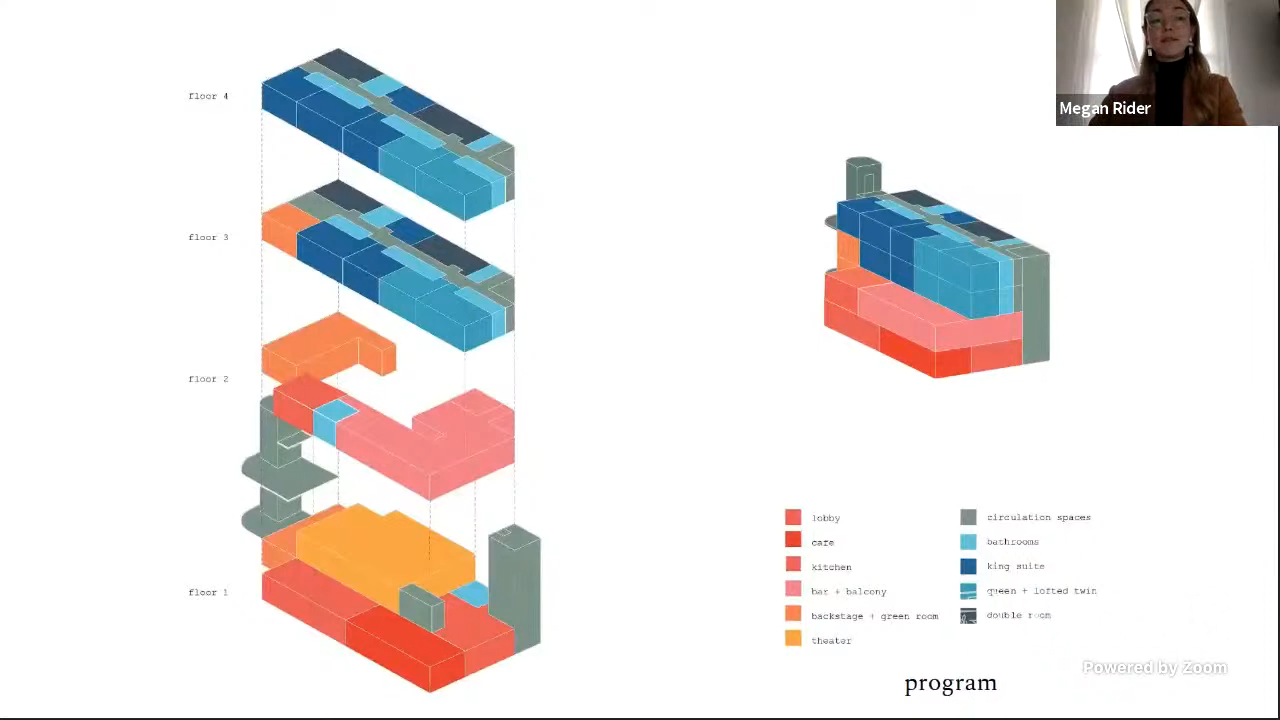 Megan Rider
floor 4
floor 3
floor 2
floor 1
lobby
cafe
kitchen
bar + balcony
backstage + green room
theater
circulation spaces
bathrooms
king suite
queen + lofted twin
double room
program
Powered by Zoom